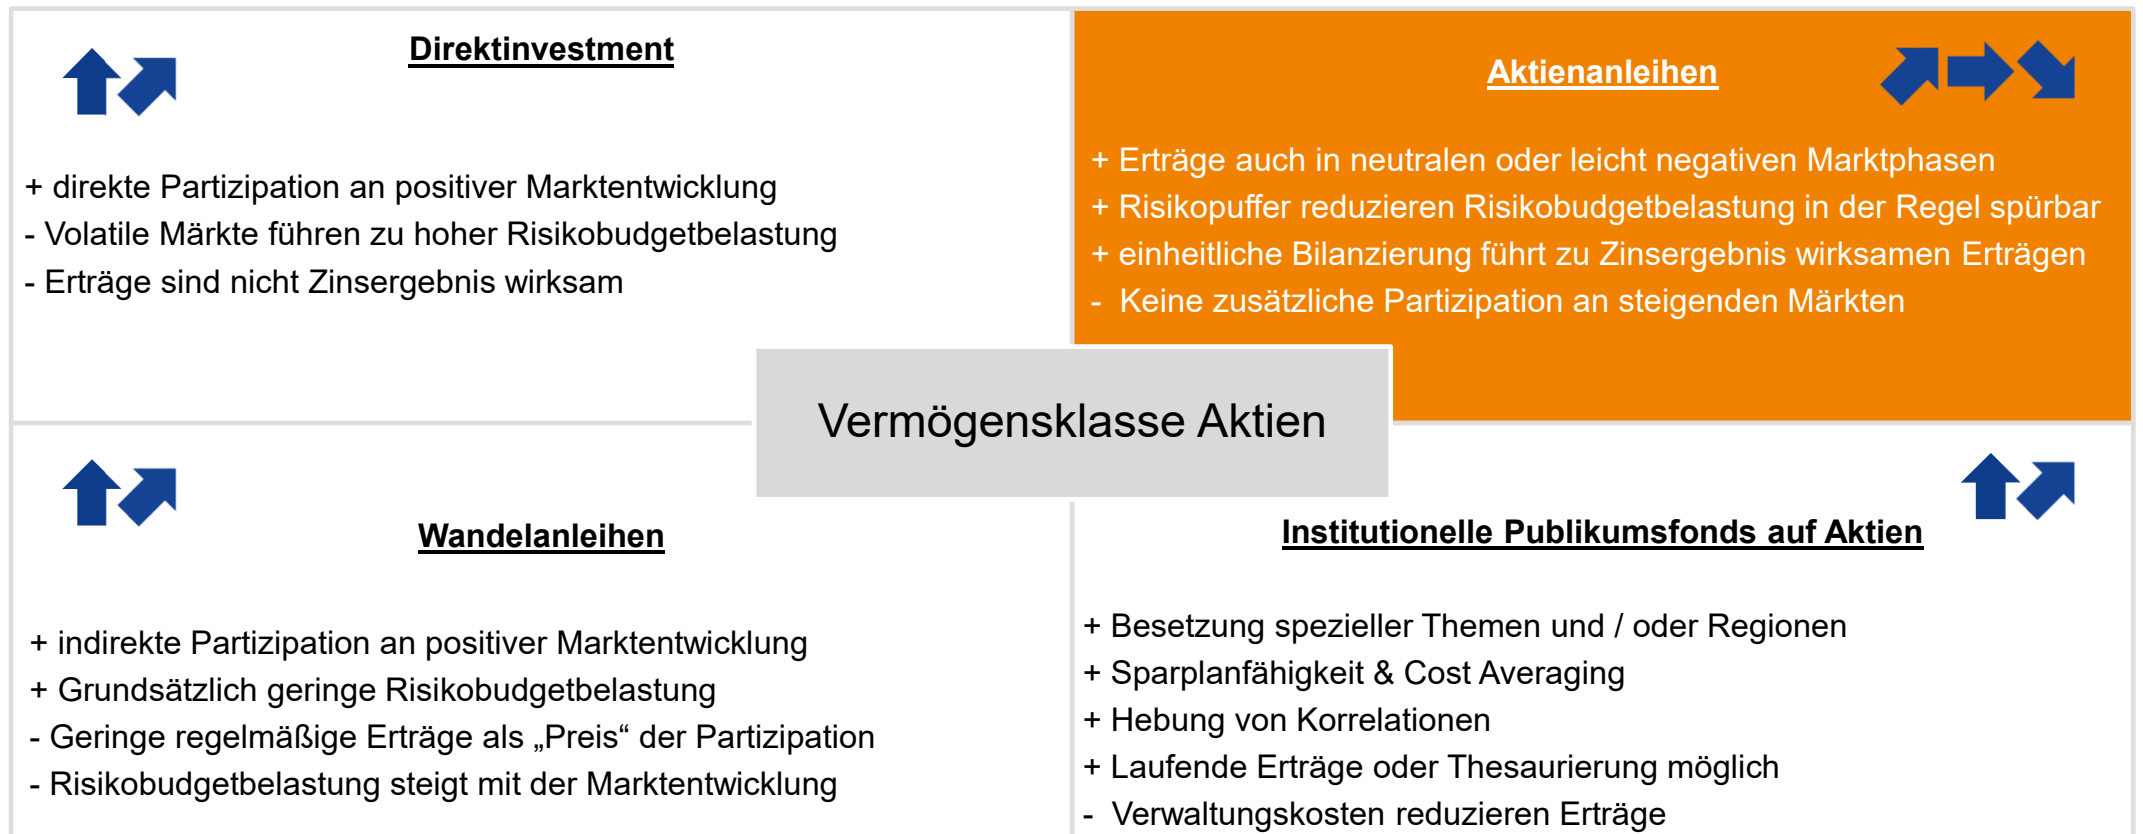 Direktinvestment
+ direkte Partizipation an positiver Marktentwicklung
- Volatile Märkte führen zu hoher Risikobudgetbelastung
- Erträge sind nicht Zinsergebnis wirksam
Aktienanleihen
+ Erträge auch in neutralen oder leicht negativen Marktphasen
+ Risikopuffer reduzieren Risikobudgetbelastung in der Regel spürbar
+ einheitliche Bilanzierung führt zu Zinsergebnis wirksamen Erträgen
- Keine zusätzliche Partizipation an steigenden Märkten
Vermögensklasse Aktien
Wandelanleihen
+ indirekte Partizipation an positiver Marktentwicklung
+ Grundsätzlich geringe Risikobudgetbelastung
- Geringe regelmäßige Erträge als „Preis“ der Partizipation
- Risikobudgetbelastung steigt mit der Marktentwicklung
Institutionelle Publikumsfonds auf Aktien
+ Besetzung spezieller Themen und / oder Regionen
+ Sparplanfähigkeit & Cost Averaging
+ Hebung von Korrelationen
+ Laufende Erträge oder Thesaurierung möglich
- Verwaltungskosten reduzieren Erträge